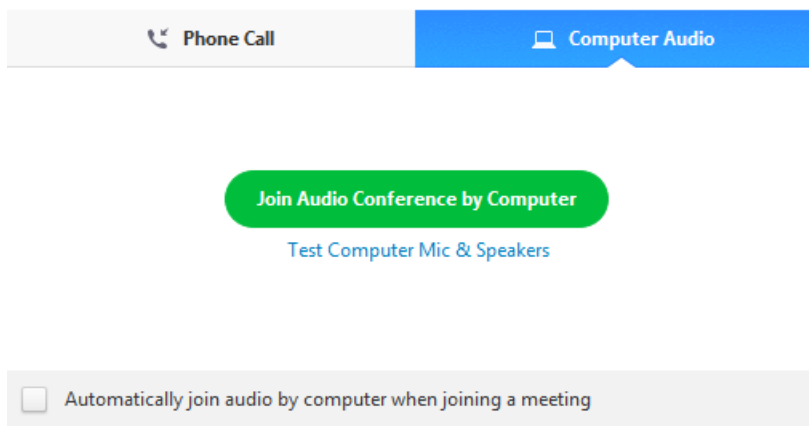 Phone Call
Computer Audio
Join Audio Conference by Computer
Test Computer Mic & Speakers
Automatically join audio by computer when joining a meeting